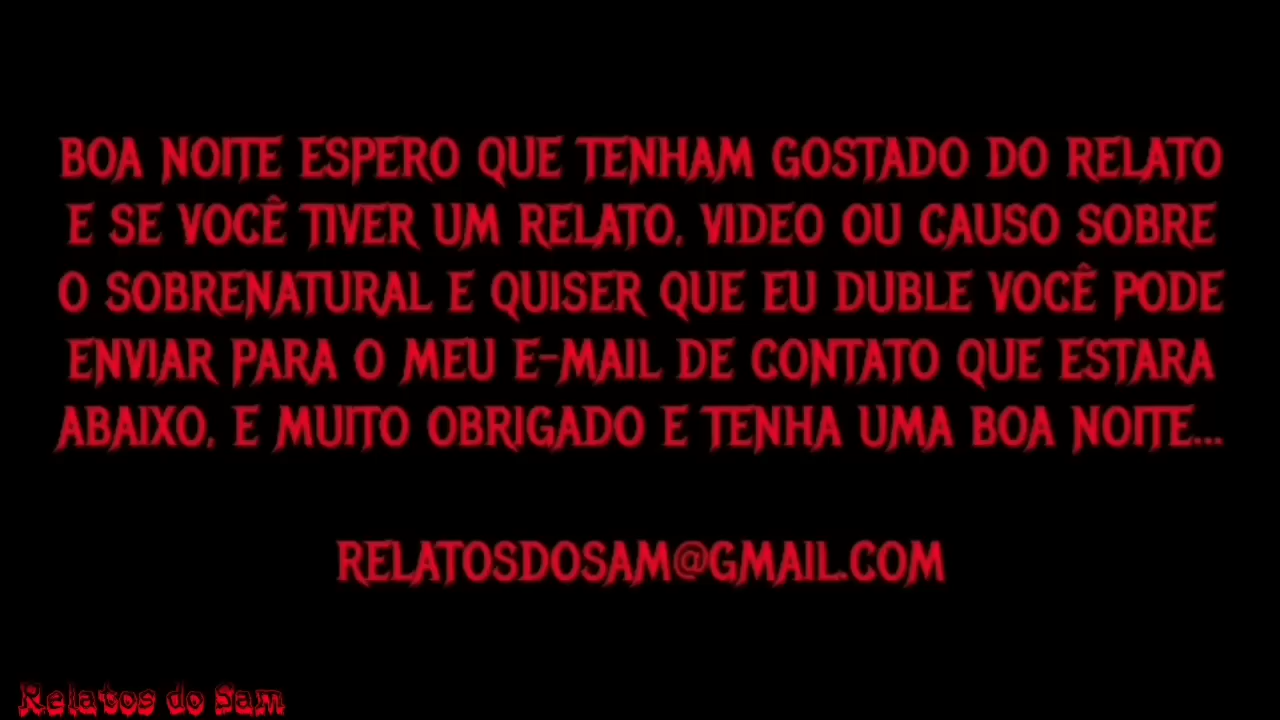 BOA NOITE ESPERO QUE TENHAM GOSTADO DO RELATO
E SE VOCÊ TIVER UM RELATO, VIDEO OU CAUSO SOBRE
O SOBRENATURAL E QUISER QUE EU DUBLE VOCÊ PODE
ENVIAR PARA O MEU E-MAIL DE CONTATO QUE ESTARA
ABAIXO, E MUITO OBRIGADO E TENHA UMA BOA NOITE...
RELATOSDOSAM@GMAIL.COM
Relatos do Sam